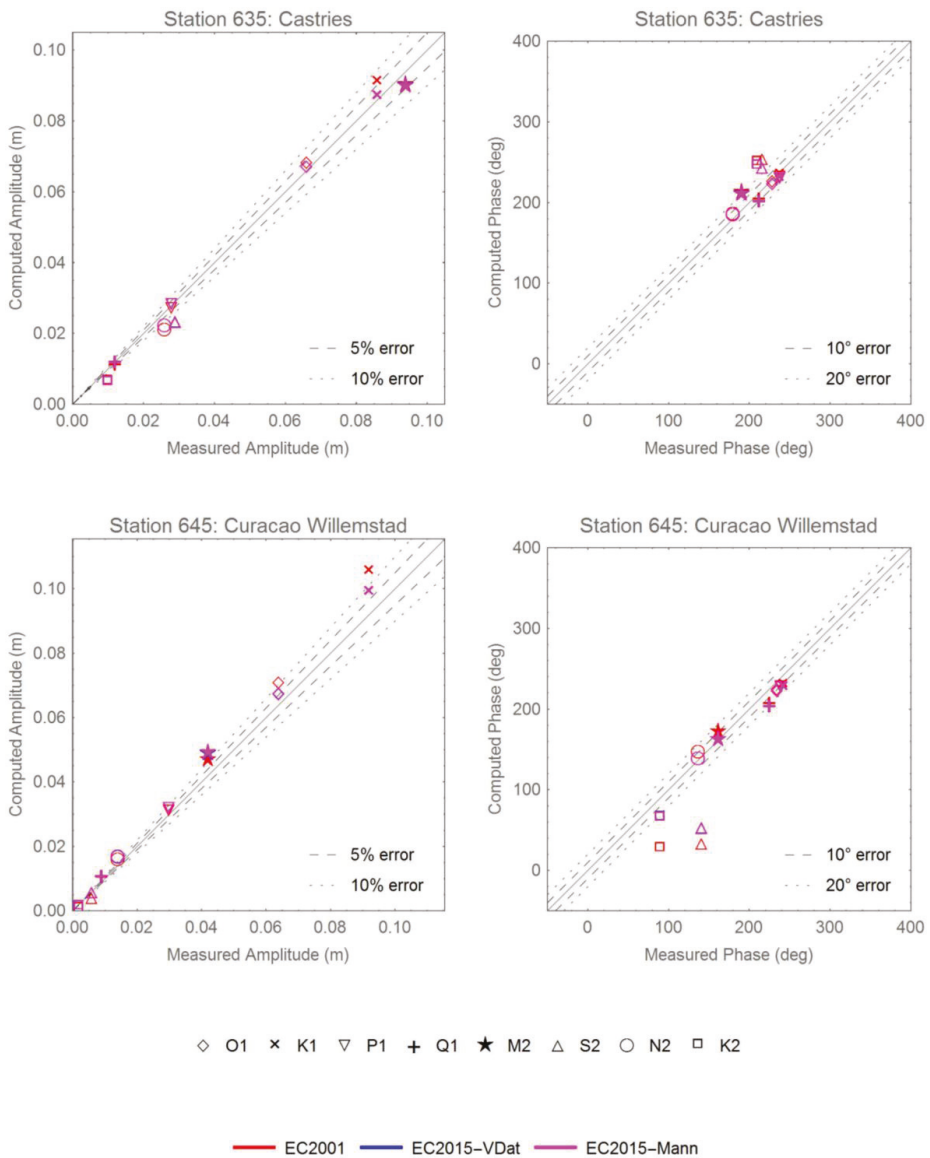 Station 635: Castries
0.10
0.08
0.06
0.04
0.02
0.00
Computed Amplitude (m)
5% error
10% error
0.00 0.02 0.04 0.06 0.08 0.10
Measured Amplitude (m)
Station 635: Castries
400
300
200
100
0
Computed Phase (deg)
10° error
20° error
0 100 200 300 400
Measured Phase (deg)
Station 645: Curacao Willemstad
0.10
0.08
0.06
0.04
0.02
0.00
Computed Amplitude (m)
5% error
10% error
0.00 0.02 0.04 0.06 0.08 0.10
Measured Amplitude (m)
Station 645: Curacao Willemstad
400
300
200
100
0
Computed Phase (deg)
10° error
20° error
0 100 200 300 400
Measured Phase (deg)
O1 K1 P1 Q1 M2 S2 N2 K2
EC2001 EC2015−VDat EC2015−Mann